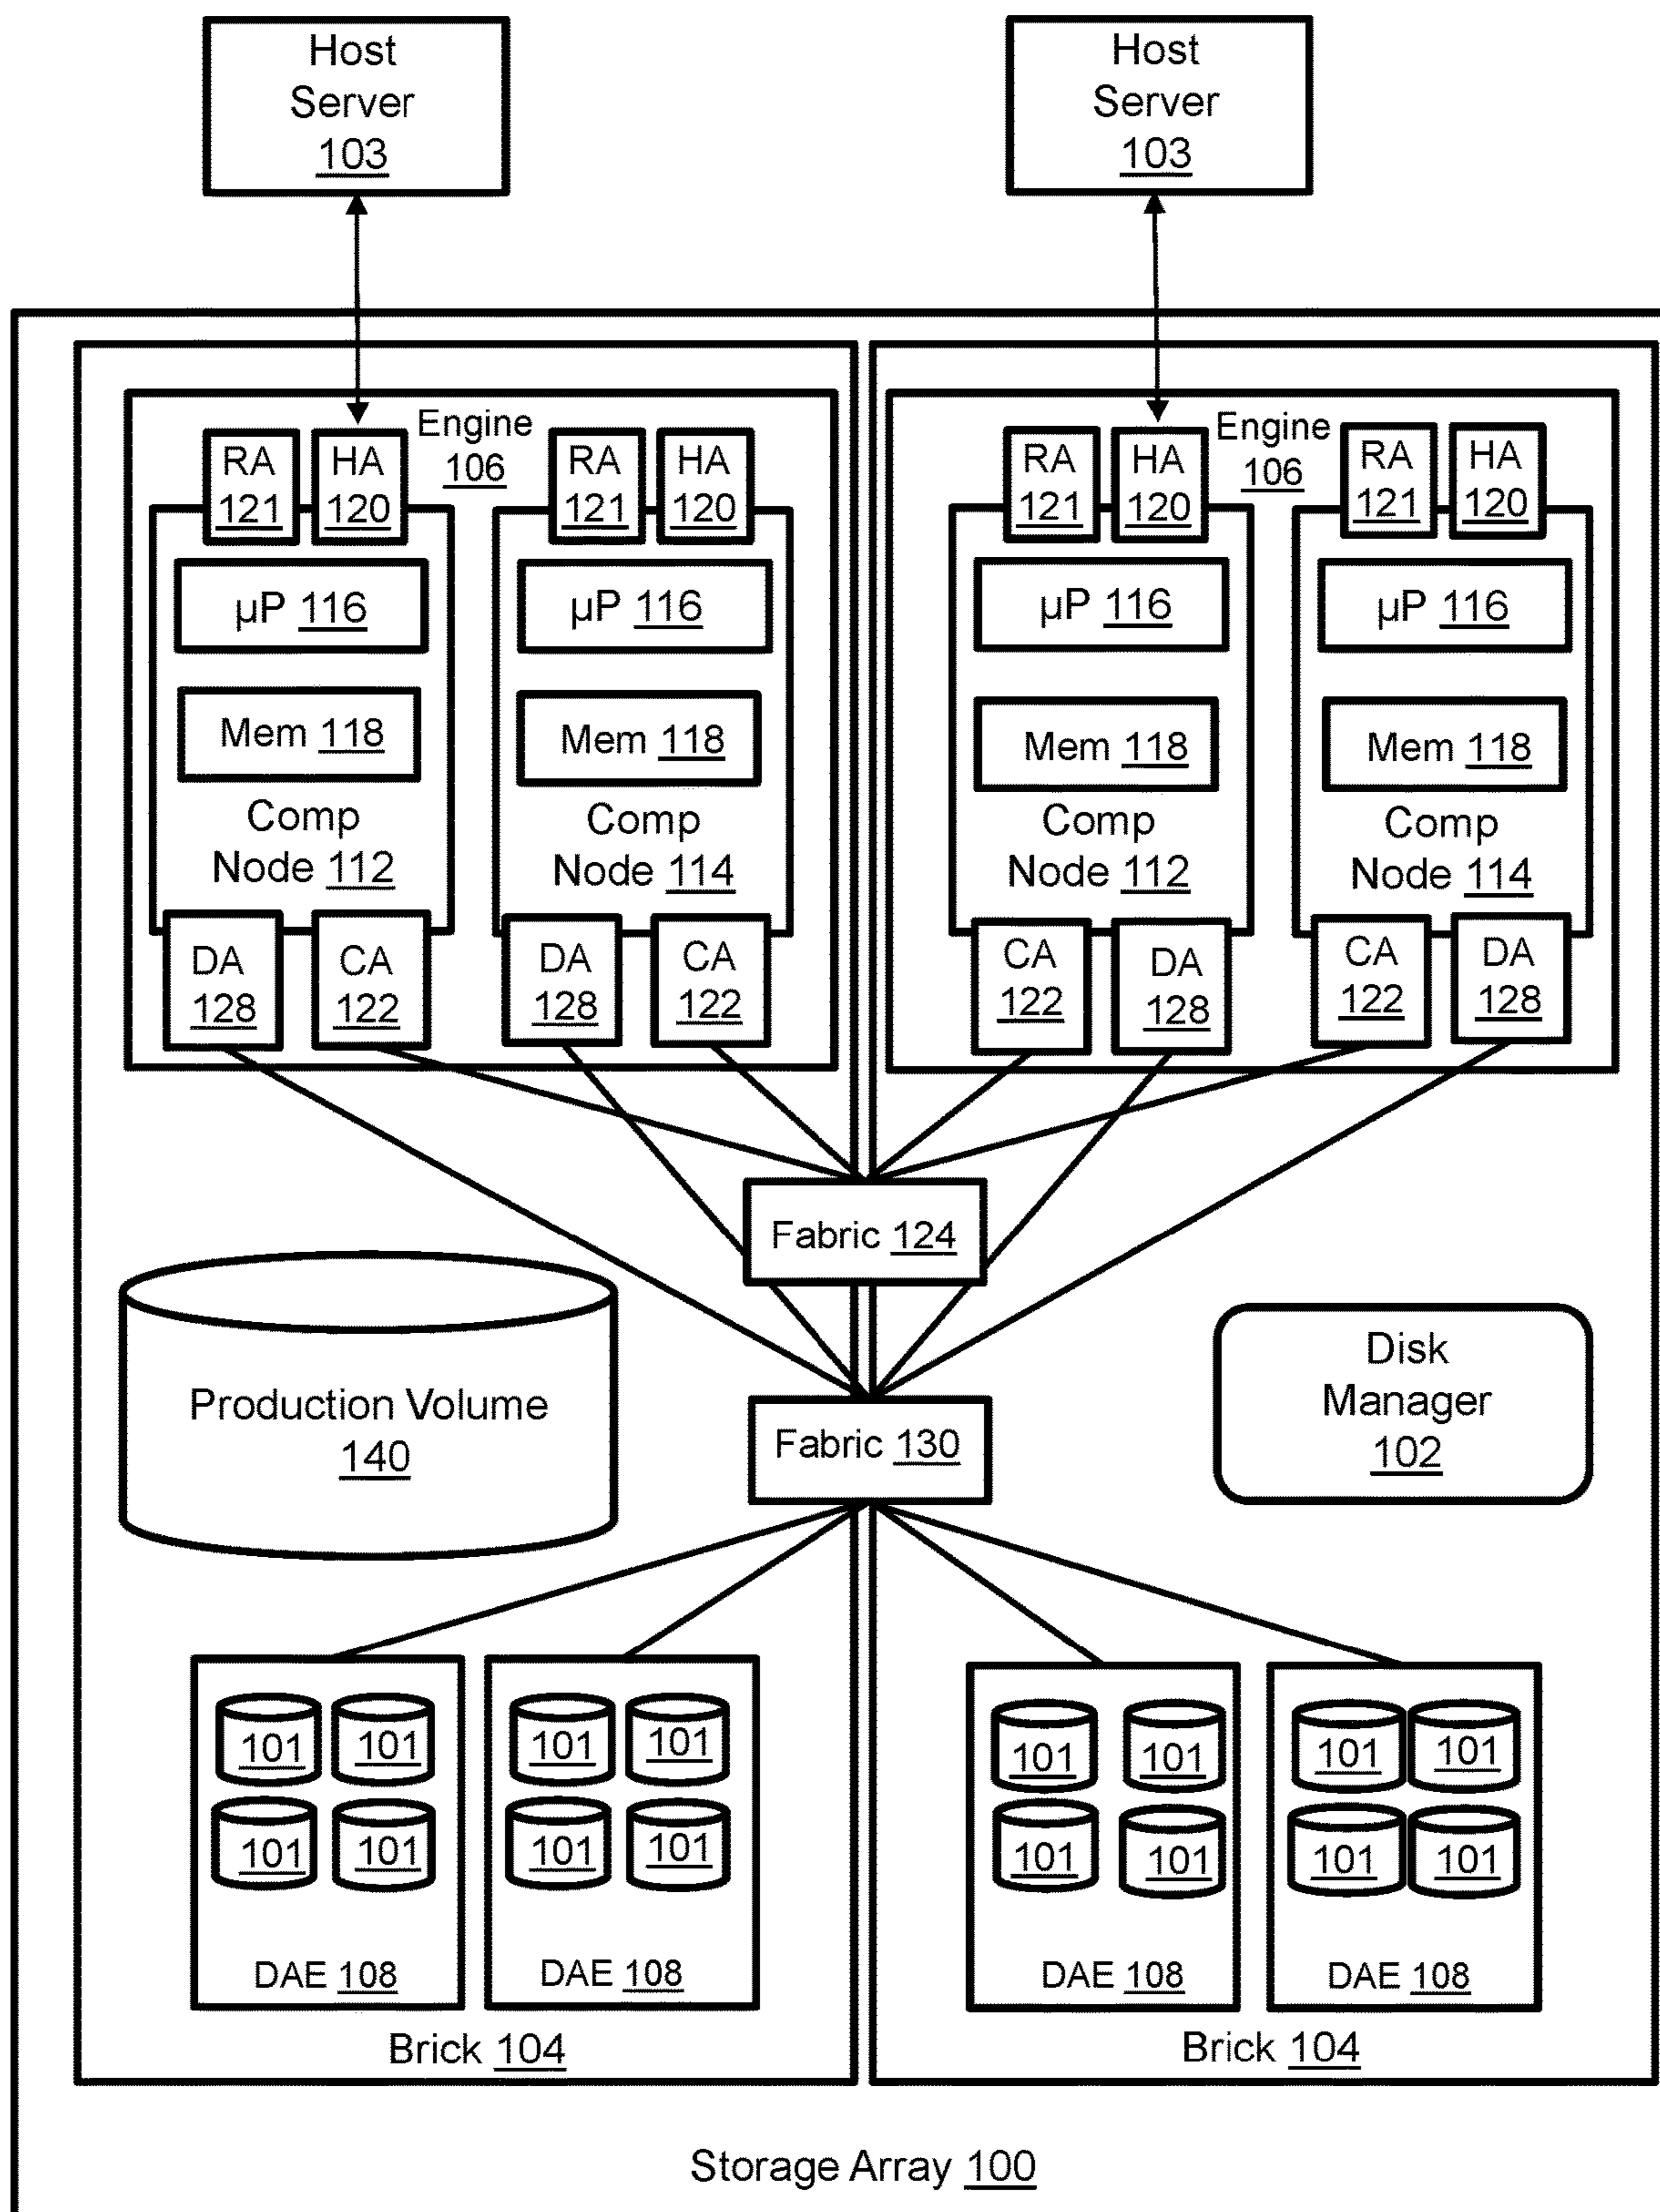 Host
Server
103
Host
Server
103
Engine
106
RA
121
HA
120
RA
121
HA
120
µP 116
µP 116
Mem 118
Mem 118
Comp
Node 112
Comp
Node 114
DA
128
CA
122
DA
128
CA
122
Engine
106
RA
121
HA
120
RA
121
HA
120
µP 116
µP 116
Mem 118
Mem 118
Comp
Node 112
Comp
Node 114
CA
122
DA
128
CA
122
DA
128
Fabric 124
Production Volume
140
Fabric 130
Disk
Manager
102
101 101
101 101
DAE 108
101 101
101 101
DAE 108
Brick 104
101 101
101 101
DAE 108
101 101
101 101
DAE 108
Brick 104
Storage Array 100